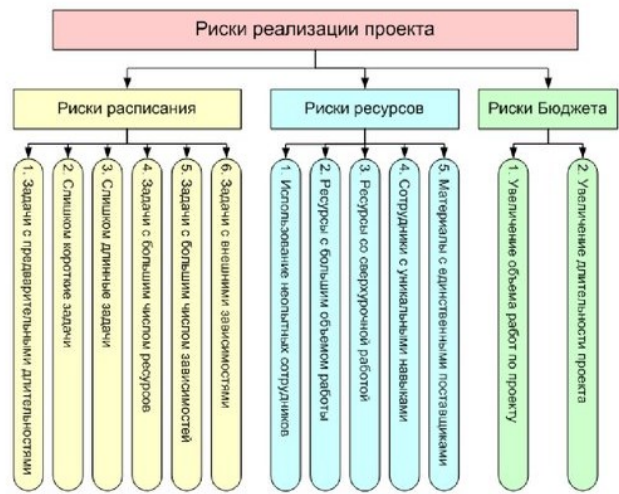 Риски реализации проекта
Риски расписания
1. Задачи с предварительными длительностями
2. Слишком короткие задачи
3. Слишком длинные задачи
4. Задачи с большим числом ресурсов
5. Задачи с большим числом зависимостей
6. Задачи с внешними зависимостями
Риски ресурсов
1. Использование неопытных сотрудников
2. Ресурсы с большим объемом работы
3. Ресурсы со сверхурочной работой
4. Сотрудники с уникальными навыками
5. Материалы с единственными поставщиками
Риски Бюджета
1. Увеличение объема работ по проекту
2. Увеличение длительности проекта